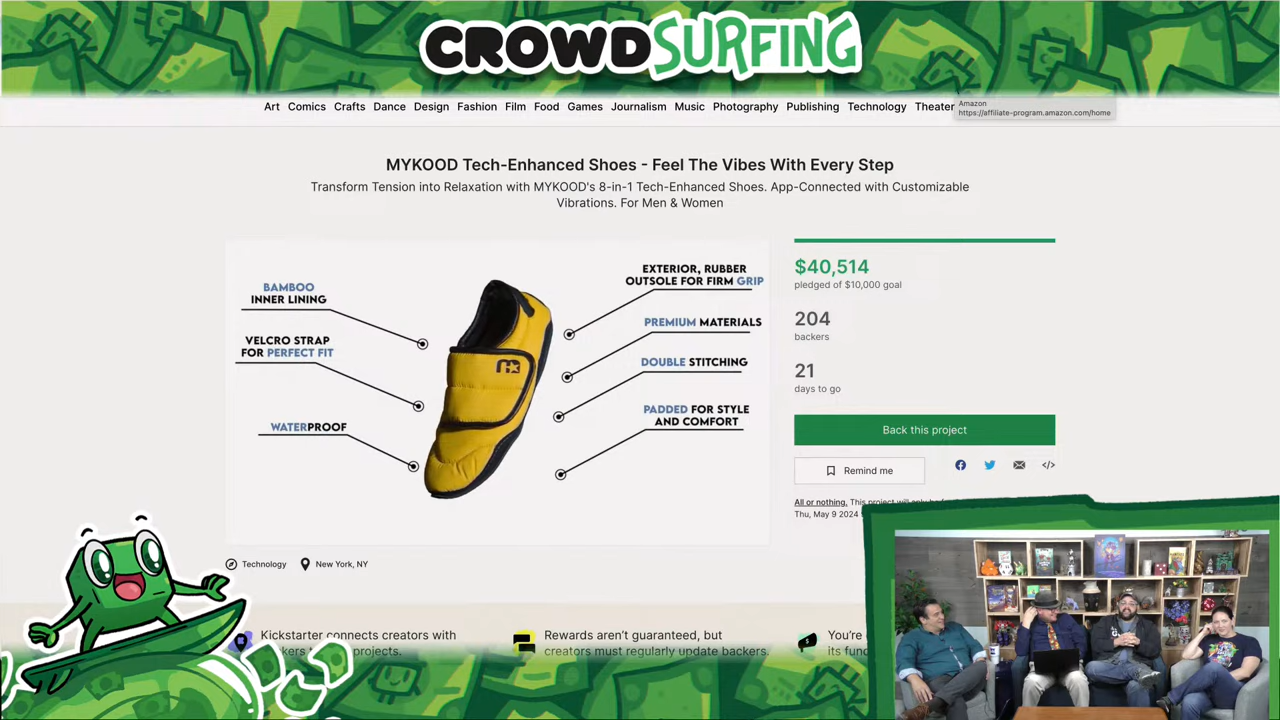 CROWDSURFING
Art Comics Crafts Dance Design Fashion Film Food Games Journalism Music Photography Publishing Technology Theater
Amazon
https://affiliate-program.amazon.com/home
MYKOOD Tech-Enhanced Shoes - Feel The Vibes With Every Step
Transform Tension into Relaxation with MYKOOD's 8-in-1 Tech-Enhanced Shoes. App-Connected with Customizable
Vibrations. For Men & Women
BAMBOO
INNER LINING
VELCRO STRAP
FOR PERFECT FIT
WATERPROOF
EXTERIOR, RUBBER
OUTSOLE FOR FIRM GRIP
PREMIUM MATERIALS
DOUBLE STITCHING
PADDED FOR STYLE
AND COMFORT
$40,514
pledged of $10,000 goal
204
backers
21
days to go
Back this project
Remind me
All or nothing. This project will only
Thu, May 9 2024
Technology
New York, NY
Kickstarter connects creators with
projects.
Rewards aren't guaranteed, but
creators must regularly update backers.
You're
its